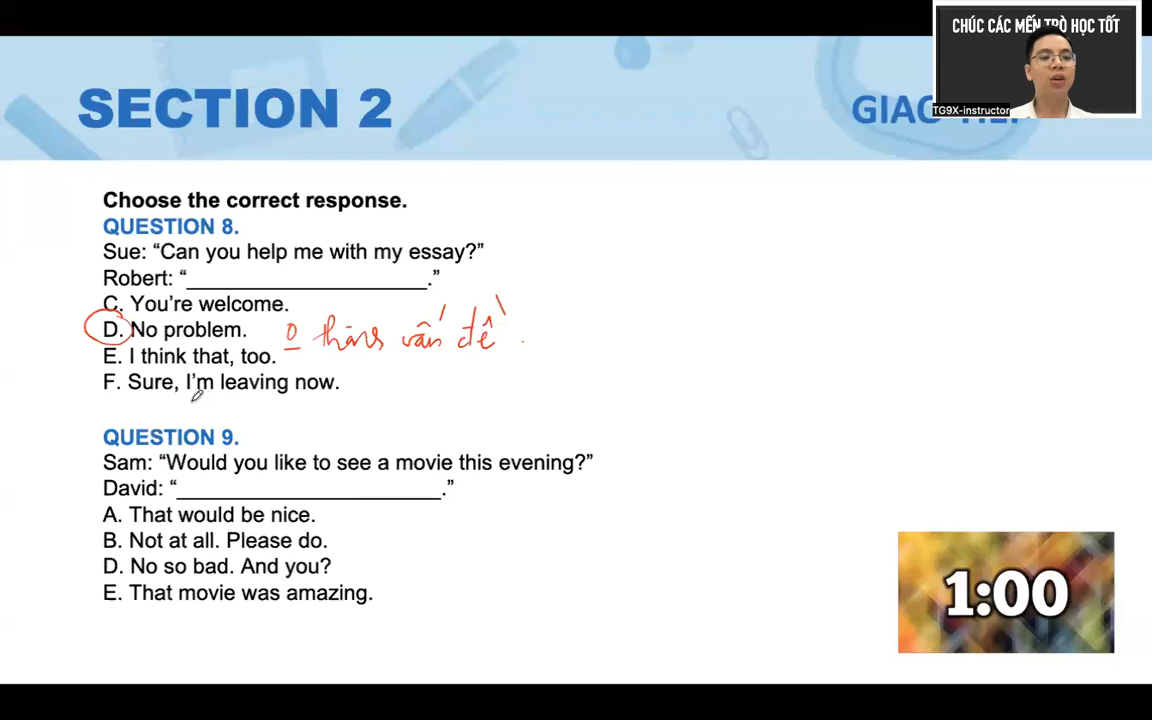 CHÚC CÁC MẾN TRÒ HỌC TỐT
TG9X-instructor
SECTION 2
Choose the correct response.
QUESTION 8.
Sue: “Can you help me with my essay?”
Robert: “____________________.”
C. You’re welcome.
D. No problem.
0 thành vấn đề.
E. I think that, too.
F. Sure, I’m leaving now.
QUESTION 9.
Sam: “Would you like to see a movie this evening?”
David: “______________________.”
A. That would be nice.
B. Not at all. Please do.
D. No so bad. And you?
E. That movie was amazing.
1:00